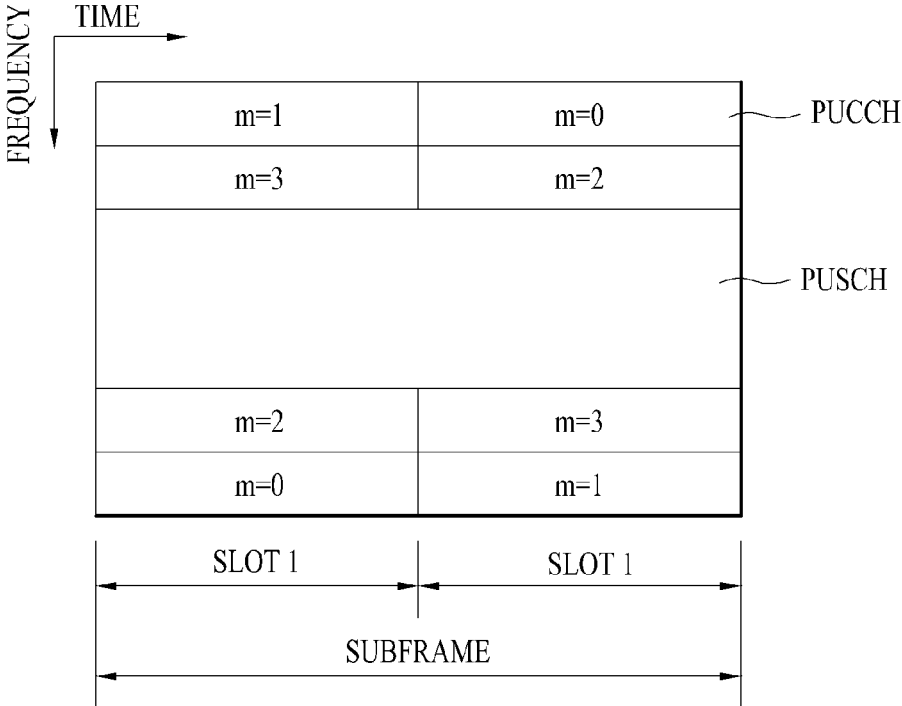 TIME
FREQUENCY
m=1
m=0
PUCCH
m=3
m=2
PUSCH
m=2
m=3
m=0
m=1
SLOT 1
SLOT 1
SUBFRAME